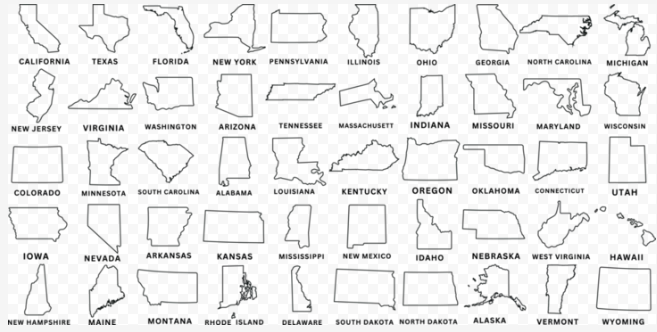 CALIFORNIA TEXAS FLORIDA NEW YORK PENNSYLVANIA ILLINOIS OHIO GEORGIA NORTH CAROLINA MICHIGAN
NEW JERSEY VIRGINIA WASHINGTON ARIZONA TENNESSEE MASSACHUSETT INDIANA MISSOURI MARYLAND WISCONSIN
COLORADO MINNESOTA SOUTH CAROLINA ALABAMA LOUISIANA KENTUCKY OREGON OKLAHOMA CONNECTICUT UTAH
IOWA NEVADA ARKANSAS KANSAS MISSISSIPPI NEW MEXICO IDAHO NEBRASKA WEST VIRGINIA HAWAII
NEW HAMPSHIRE MAINE MONTANA RHODE ISLAND DELAWARE SOUTH DAKOTA NORTH DAKOTA ALASKA VERMONT WYOMING